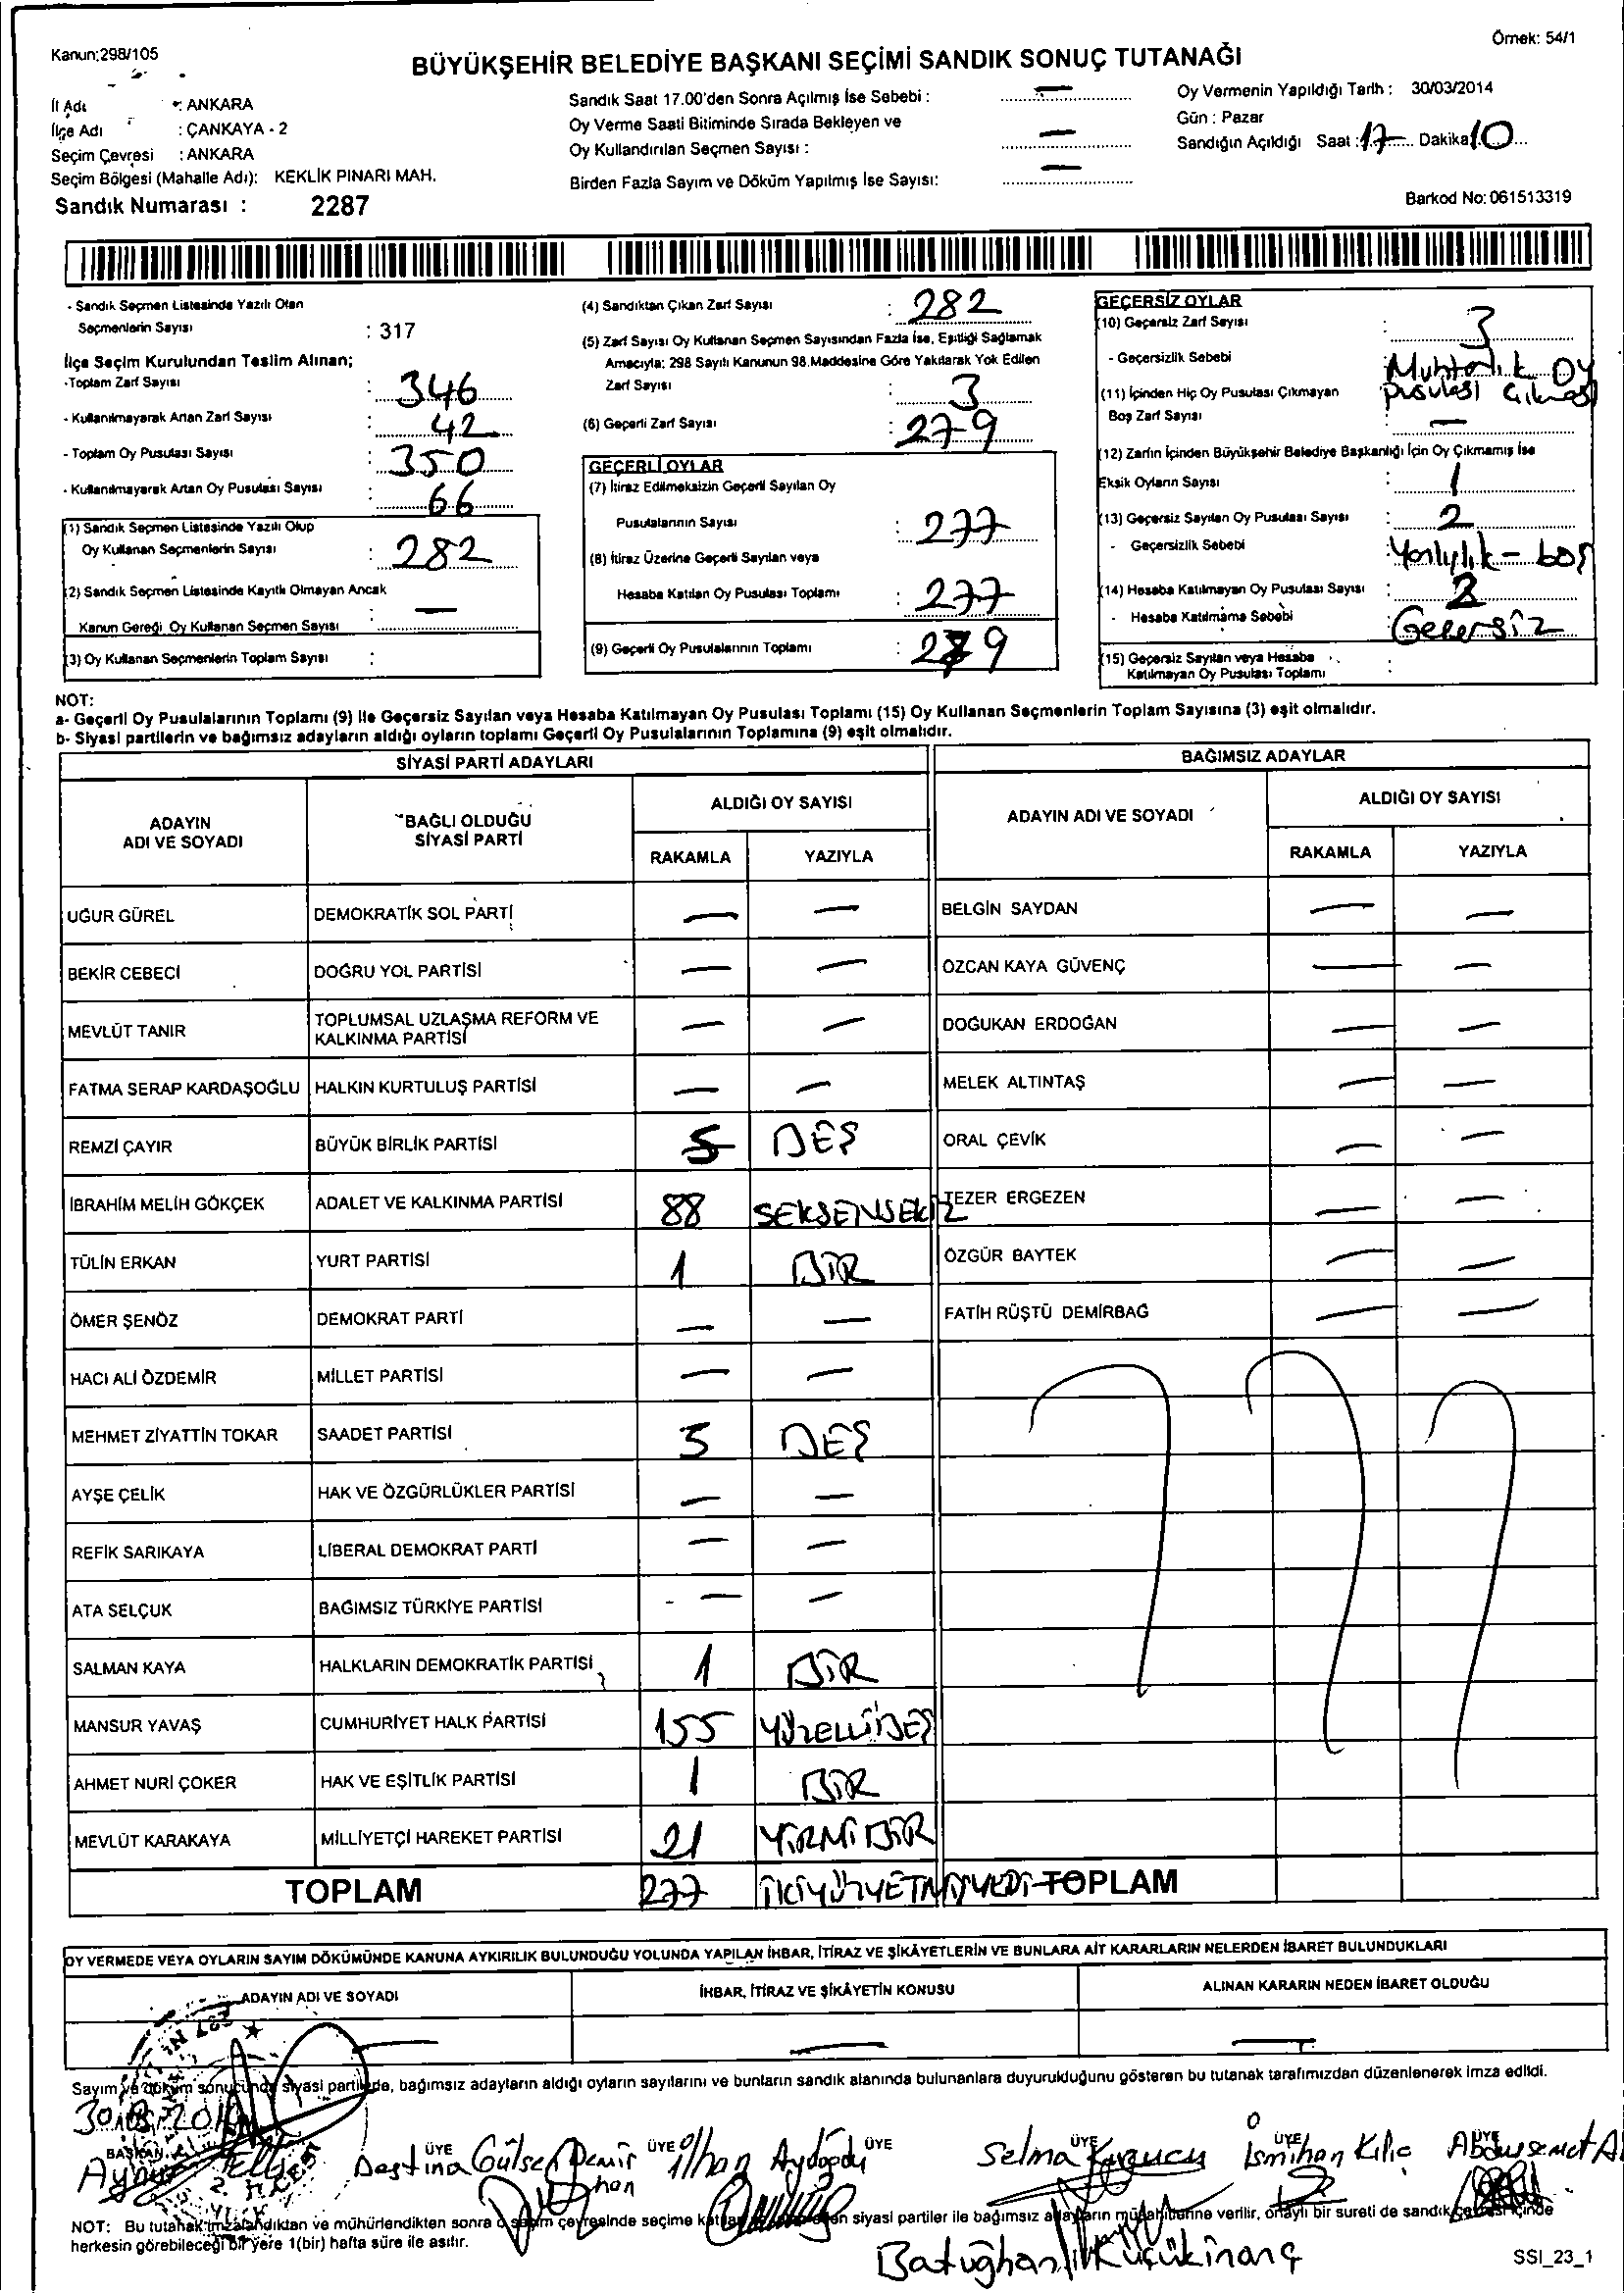 Kanun:298/105
Örnek: 54/1
BÜYÜKŞEHİR BELEDİYE BAŞKANI SEÇİMİ SANDIK SONUÇ TUTANAĞI
İl Adı : ANKARA
İlçe Adı : ÇANKAYA - 2
Seçim Çevresi : ANKARA
Seçim Bölgesi (Mahalle Adı): KEKLİK PINARI MAH.
Sandık Numarası : 2287
Sandık Saat 17.00'den Sonra Açılmış İse Sebebi : —
Oy Verme Saati Bitiminde Sırada Bekleyen ve
Oy Kullandırılan Seçmen Sayısı : —
Birden Fazla Sayım ve Döküm Yapılmış İse Sayısı: —
Oy Vermenin Yapıldığı Tarih : 30/03/2014
Gün : Pazar
Sandığın Açıldığı Saat : 17 Dakika 10
Barkod No: 061513319
- Sandık Seçmen Listesinde Yazılı Olan
Seçmenlerin Sayısı : 317
İlçe Seçim Kurulundan Teslim Alınan;
-Toplam Zarf Sayısı : 346
- Kullanılmayarak Artan Zarf Sayısı : 42
- Toplam Oy Pusulası Sayısı : 350
- Kullanılmayarak Artan Oy Pusulası Sayısı : 66
(1) Sandık Seçmen Listesinde Yazılı Olup
Oy Kullanan Seçmenlerin Sayısı : 282
(2) Sandık Seçmen Listesinde Kayıtlı Olmayan Ancak
Kanun Gereği Oy Kullanan Seçmen Sayısı : —
(3) Oy Kullanan Seçmenlerin Toplam Sayısı :
(4) Sandıktan Çıkan Zarf Sayısı : 282
(5) Zarf Sayısı Oy Kullanan Seçmen Sayısından Fazla İse, Eşitliği Sağlamak
Amacıyla; 298 Sayılı Kanunun 98.Maddesine Göre Yakılarak Yok Edilen
Zarf Sayısı : 3
(6) Geçerli Zarf Sayısı : 279
GEÇERLİ OYLAR
(7) İtiraz Edilmeksizin Geçerli Sayılan Oy
Pusulalarının Sayısı : 277
(8) İtiraz Üzerine Geçerli Sayılan veya
Hesaba Katılan Oy Pusulası Toplamı : 277
(9) Geçerli Oy Pusulalarının Toplamı : 279
GEÇERSİZ OYLAR
(10) Geçersiz Zarf Sayısı : 3
- Geçersizlik Sebebi : Muhtarlık Oy
pusulası çıkması
(11) İçinden Hiç Oy Pusulası Çıkmayan
Boş Zarf Sayısı —
(12) Zarfın İçinden Büyükşehir Belediye Başkanlığı İçin Oy Çıkmamış İse
Eksik Oyların Sayısı : 1
(13) Geçersiz Sayılan Oy Pusulası Sayısı : 2
- Geçersizlik Sebebi : Yanlışlık - boş
(14) Hesaba Katılmayan Oy Pusulası Sayısı : 2
- Hesaba Katılmama Sebebi : Geçersiz
(15) Geçersiz Sayılan veya Hesaba
Katılmayan Oy Pusulası Toplamı :
NOT:
a- Geçerli Oy Pusulalarının Toplamı (9) İle Geçersiz Sayılan veya Hesaba Katılmayan Oy Pusulası Toplamı (15) Oy Kullanan Seçmenlerin Toplam Sayısına (3) eşit olmalıdır.
b- Siyasi partilerin ve bağımsız adayların aldığı oyların toplamı Geçerli Oy Pusulalarının Toplamına (9) eşit olmalıdır.
SİYASİ PARTİ ADAYLARI
ADAYIN ADI VE SOYADI
BAĞLI OLDUĞU SİYASİ PARTİ
ALDIĞI OY SAYISI
RAKAMLA YAZIYLA
UĞUR GÜREL DEMOKRATİK SOL PARTİ — —
BEKİR CEBECİ DOĞRU YOL PARTİSİ — —
MEVLÜT TANIR TOPLUMSAL UZLAŞMA REFORM VE KALKINMA PARTİSİ — —
FATMA SERAP KARDAŞOĞLU HALKIN KURTULUŞ PARTİSİ — —
REMZİ ÇAYIR BÜYÜK BİRLİK PARTİSİ 5 BEŞ
İBRAHİM MELİH GÖKÇEK ADALET VE KALKINMA PARTİSİ 88 SEKSENSEKİZ
TÜLİN ERKAN YURT PARTİSİ 1 BİR
ÖMER ŞENÖZ DEMOKRAT PARTİ — —
HACI ALİ ÖZDEMİR MİLLET PARTİSİ — —
MEHMET ZİYATTİN TOKAR SAADET PARTİSİ 5 BEŞ
AYŞE ÇELİK HAK VE ÖZGÜRLÜKLER PARTİSİ — —
REFİK SARIKAYA LİBERAL DEMOKRAT PARTİ — —
ATA SELÇUK BAĞIMSIZ TÜRKİYE PARTİSİ — —
SALMAN KAYA HALKLARIN DEMOKRATİK PARTİSİ 1 BİR
MANSUR YAVAŞ CUMHURİYET HALK PARTİSİ 155 YÜZELLİBEŞ
AHMET NURİ ÇOKER HAK VE EŞİTLİK PARTİSİ 1 BİR
MEVLÜT KARAKAYA MİLLİYETÇİ HAREKET PARTİSİ 21 YİRMİBİR
TOPLAM 277 İKİYÜZYETMİŞYEDİ
BAĞIMSIZ ADAYLAR
ADAYIN ADI VE SOYADI
ALDIĞI OY SAYISI
RAKAMLA YAZIYLA
BELGİN SAYDAN — —
ÖZCAN KAYA GÜVENÇ — —
DOĞUKAN ERDOĞAN — —
MELEK ALTINTAŞ — —
ORAL ÇEVİK — —
TEZER ERGEZEN — —
ÖZGÜR BAYTEK — —
FATİH RÜŞTÜ DEMİRBAĞ — —
TOPLAM
OY VERMEDE VEYA OYLARIN SAYIM DÖKÜMÜNDE KANUNA AYKIRILIK BULUNDUĞU YOLUNDA YAPILAN İHBAR, İTİRAZ VE ŞİKÂYETLERİN VE BUNLARA AİT KARARLARIN NELERDEN İBARET BULUNDUKLARI
ADAYIN ADI VE SOYADI İHBAR, İTİRAZ VE ŞİKÂYETİN KONUSU ALINAN KARARIN NEDEN İBARET OLDUĞU
— — —
Sayım ve döküm sonucunda siyasi partilerle, bağımsız adayların aldığı oyların sayılarını ve bunların sandık alanında bulunanlara duyurulduğunu gösteren bu tutanak tarafımızdan düzenlenerek imza edildi.
BAŞKAN ÜYE ÜYE ÜYE ÜYE ÜYE ÜYE
Destina Gülsen Demirhan İlhan Aydoğdu Selma Kuzucu İsmihan Kılıç Abdulsemet
NOT: Bu tutanak imzalandıktan ve mühürlendikten sonra o seçim çevresinde seçime siyasi partiler ile bağımsız adayların müşahitlerine verilir, onaylı bir sureti de sandık çevresi içinde
herkesin görebileceği bir yere 1(bir) hafta süre ile asılır.
Batuğhan Küçükinanç
SSI_23_1